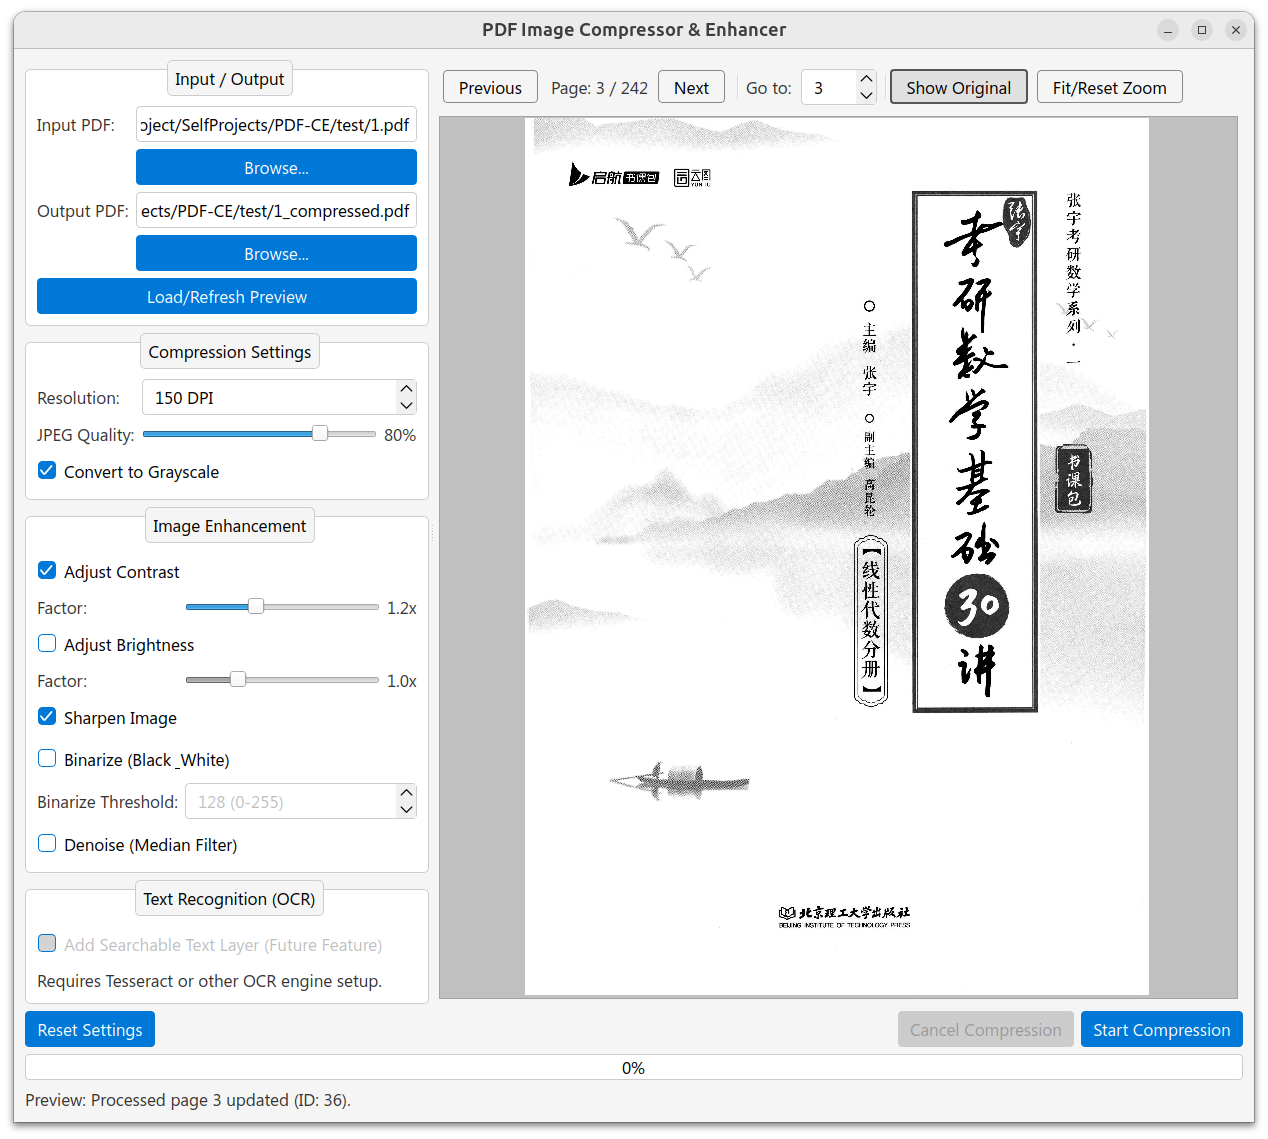 PDF Image Compressor & Enhancer
Input / Output
Input PDF: oject/SelfProjects/PDF-CE/test/1.pdf
Browse...
Output PDF: ects/PDF-CE/test/1_compressed.pdf
Browse...
Load/Refresh Preview
Compression Settings
Resolution: 150 DPI
JPEG Quality: 80%
Convert to Grayscale
Image Enhancement
Adjust Contrast
Factor: 1.2x
Adjust Brightness
Factor: 1.0x
Sharpen Image
Binarize (Black _White)
Binarize Threshold: 128 (0-255)
Denoise (Median Filter)
Text Recognition (OCR)
Add Searchable Text Layer (Future Feature)
Requires Tesseract or other OCR engine setup.
Previous Page: 3 / 242 Next Go to: 3 Show Original Fit/Reset Zoom
启航书课包
张宇考研数学系列·一
书课包
张宇
考研数学基础30讲
主编 张宇
副主编 高昆轮
【线性代数分册】
北京理工大学出版社
BEIJING INSTITUTE OF TECHNOLOGY PRESS
Reset Settings Cancel Compression Start Compression
0%
Preview: Processed page 3 updated (ID: 36).